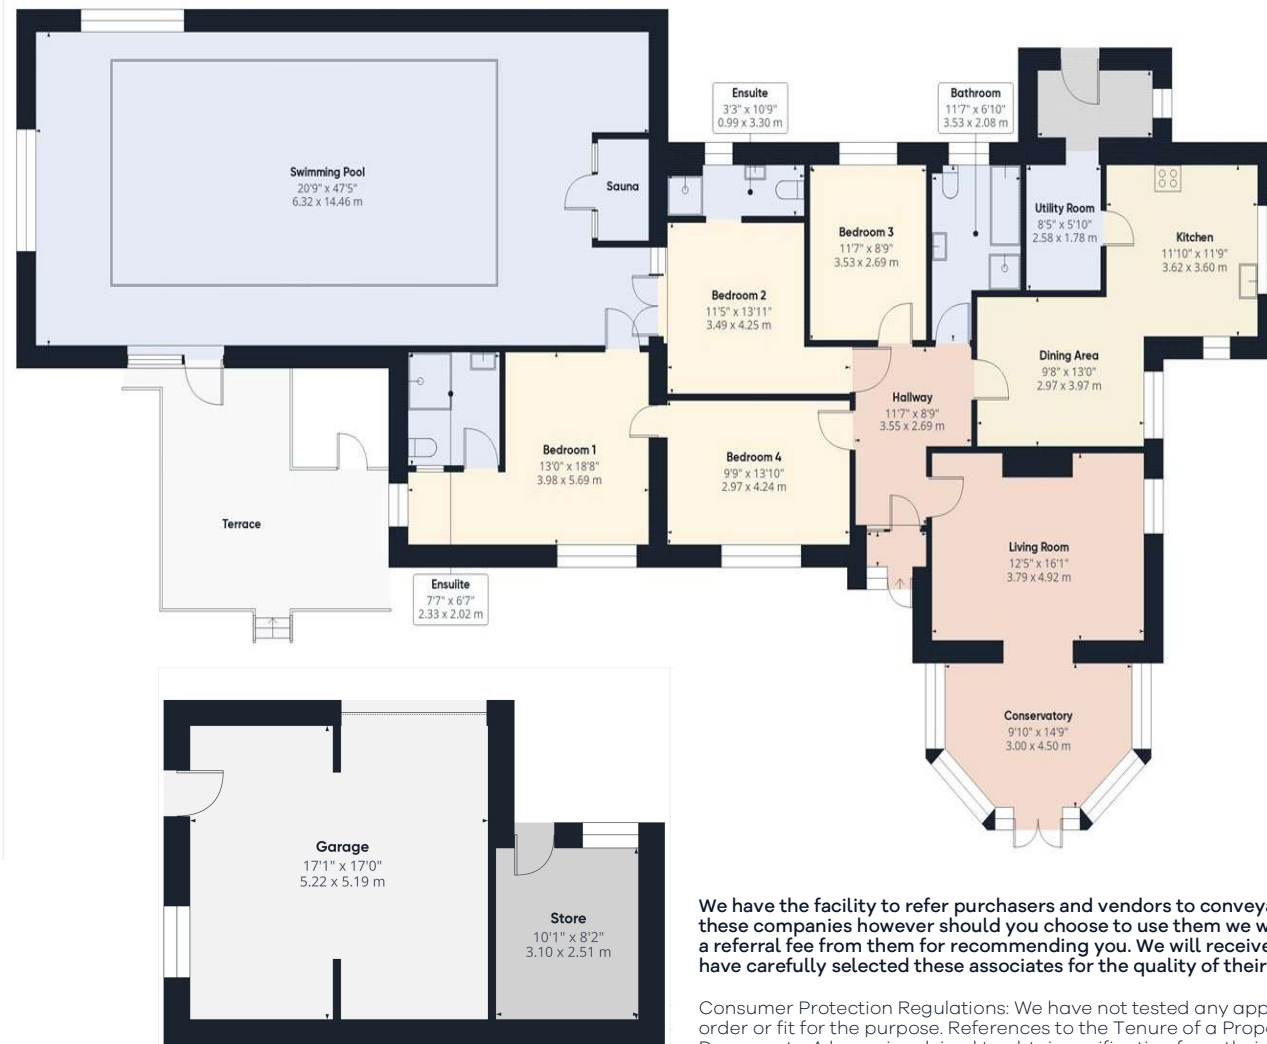 Ensuite
3'3" x 10'9"
0.99 x 3.30 m
Bathroom
11'7" x 6'10"
3.53 x 2.08 m
Swimming Pool
20'9" x 47'5"
6.32 x 14.46 m
Sauna
Utility Room
8'5" x 5'10"
2.58 x 1.78 m
Kitchen
11'10" x 11'9"
3.62 x 3.60 m
Bedroom 3
11'7" x 8'9"
3.53 x 2.69 m
Bedroom 2
11'5" x 13'11"
3.49 x 4.25 m
Dining Area
9'8" x 13'0"
2.97 x 3.97 m
Hallway
11'7" x 8'9"
3.55 x 2.69 m
Bedroom 1
13'0" x 18'8"
3.98 x 5.69 m
Bedroom 4
9'9" x 13'10"
2.97 x 4.24 m
Terrace
Living Room
12'5" x 16'1"
3.79 x 4.92 m
Ensuiite
7'7" x 6'7"
2.33 x 2.02 m
Conservatory
9'10" x 14'9"
3.00 x 4.50 m
Garage
17'1" x 17'0"
5.22 x 5.19 m
Store
10'1" x 8'2"
3.10 x 2.51 m
We have the facility to refer purchasers and vendors to
these companies however should you choose to use them we
a referral fee from them for recommending you. We will receive
have carefully selected these associates for the quality of their
Consumer Protection Regulations: We have not tested any
order or fit for the purpose. References to the Tenure of a